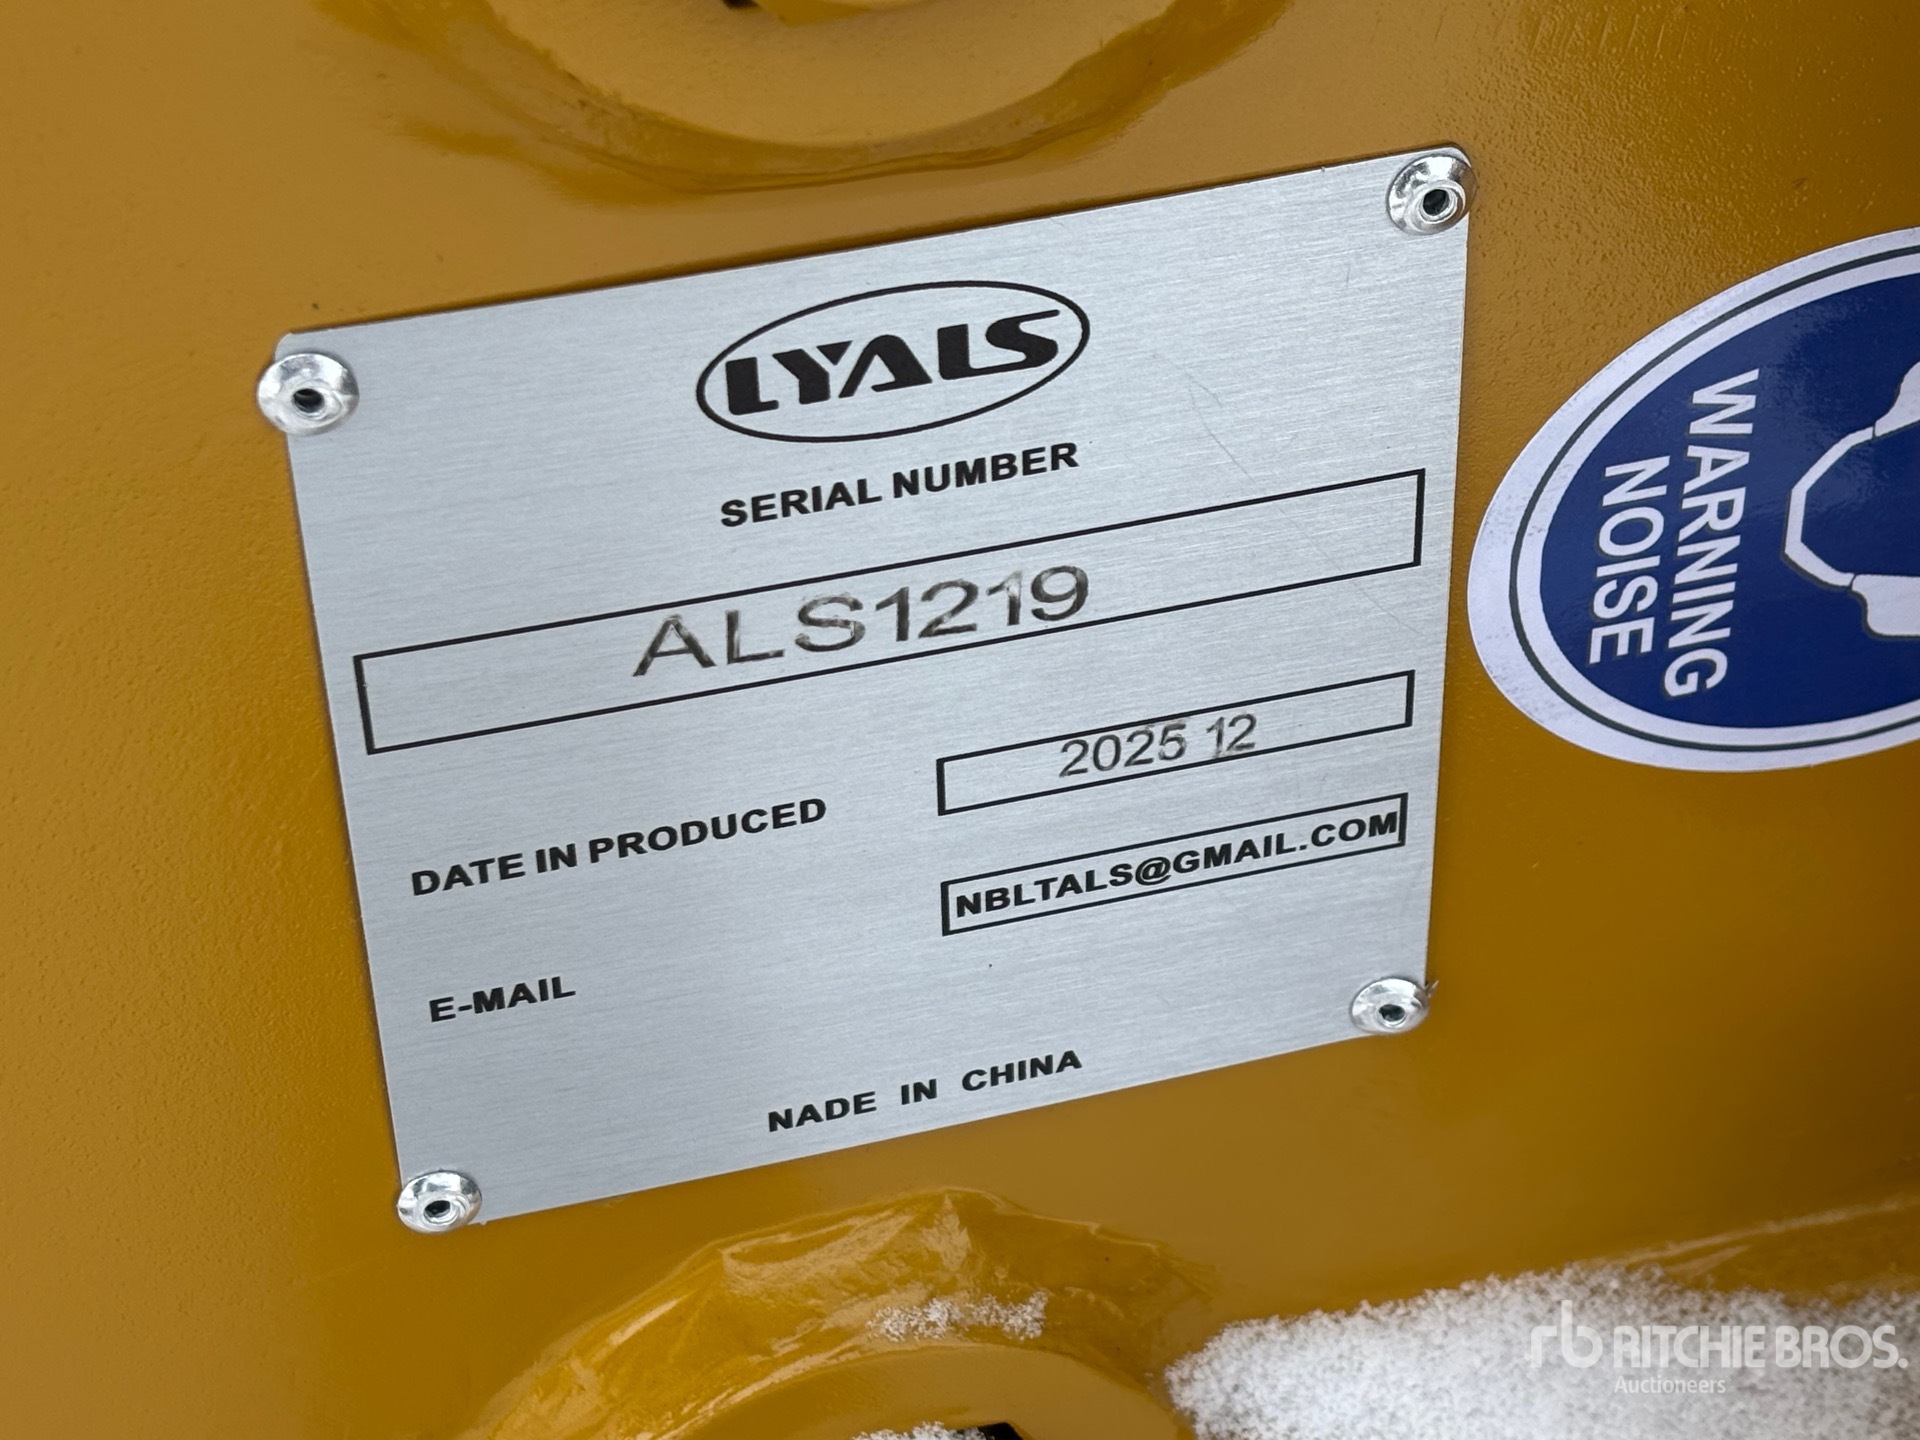 LYALS
SERIAL NUMBER
ALS1219
DATE IN PRODUCED
2025 12
E-MAIL
NBLTALS@GMAIL.COM
NADE IN CHINA
WARNING
NOISE
rb RITCHIE BROS.
Auctioneers